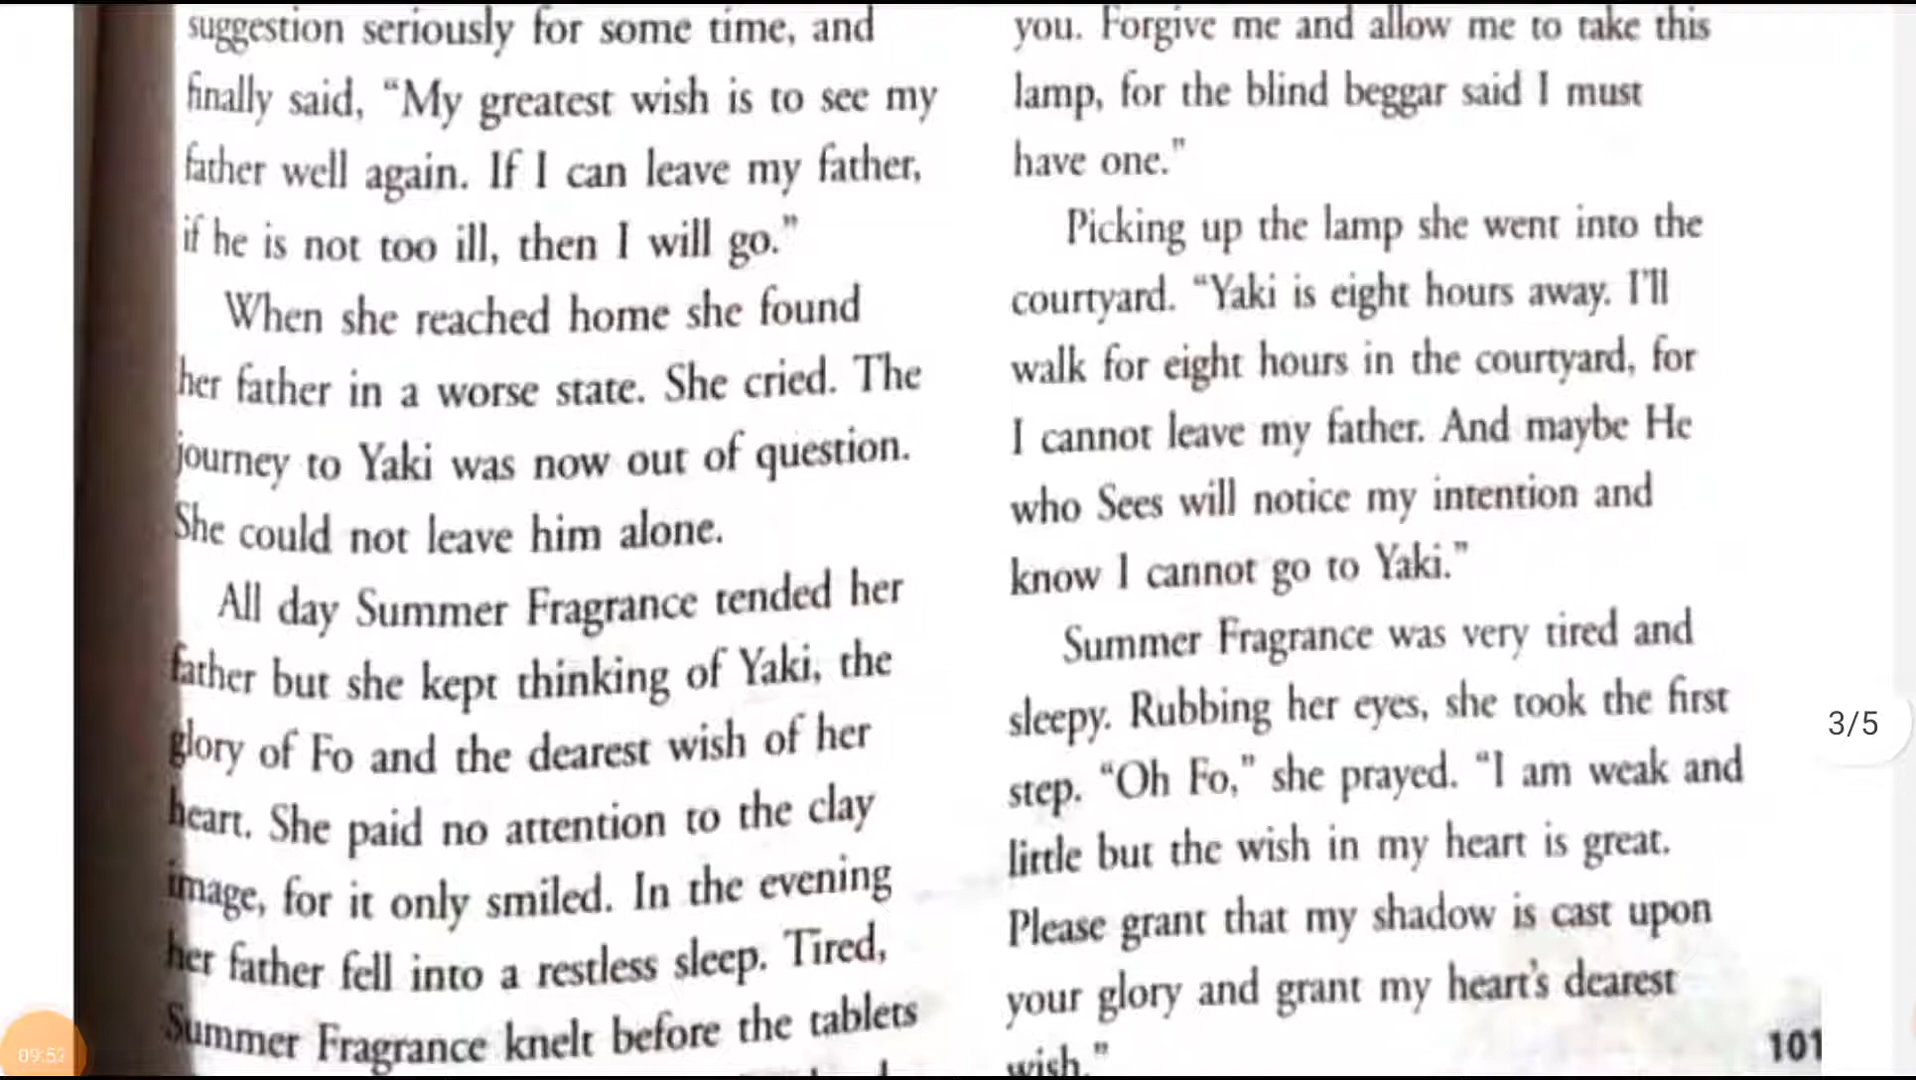 suggestion seriously for some time, and
finally said, “My greatest wish is to see my
father well again. If I can leave my father,
if he is not too ill, then I will go.”
When she reached home she found
her father in a worse state. She cried. The
journey to Yaki was now out of question.
She could not leave him alone.
All day Summer Fragrance tended her
father but she kept thinking of Yaki, the
glory of Fo and the dearest wish of her
heart. She paid no attention to the clay
image, for it only smiled. In the evening
her father fell into a restless sleep. Tired,
Summer Fragrance knelt before the tablets
you. Forgive me and allow me to take this
lamp, for the blind beggar said I must
have one.”
Picking up the lamp she went into the
courtyard. “Yaki is eight hours away. I’ll
walk for eight hours in the courtyard, for
I cannot leave my father. And maybe He
who Sees will notice my intention and
know I cannot go to Yaki.”
Summer Fragrance was very tired and
sleepy. Rubbing her eyes, she took the first
step. “Oh Fo,” she prayed. “I am weak and
little but the wish in my heart is great.
Please grant that my shadow is cast upon
your glory and grant my heart’s dearest
wish.”
101
3/5
09:52